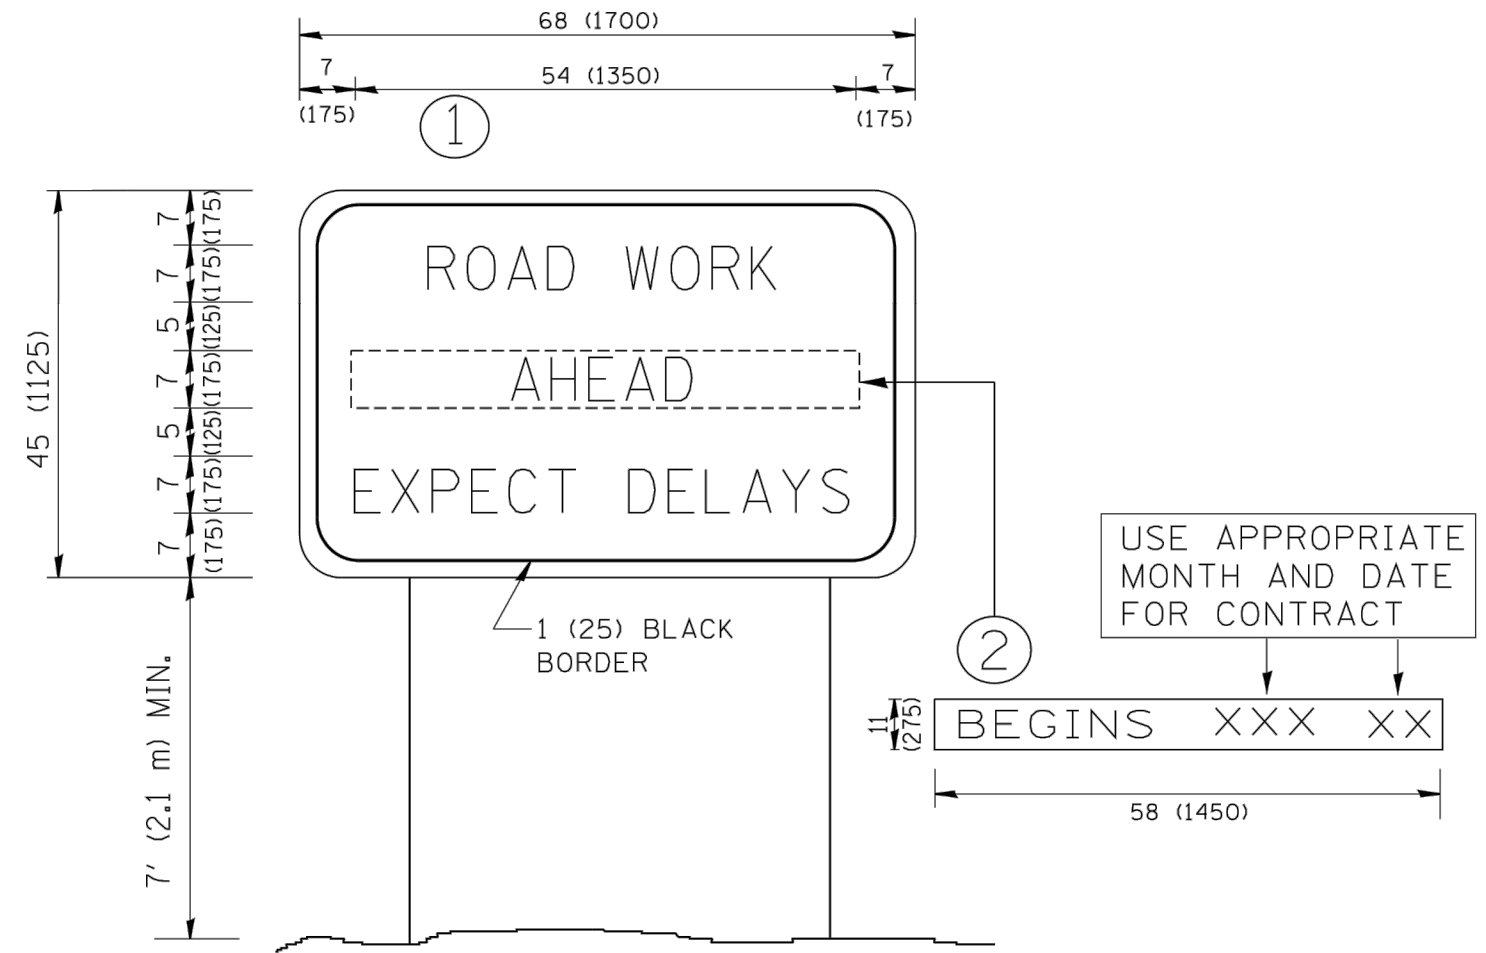 68 (1700)
7
54 (1350)
7
(175)
(175)
1
7
(175)
7
(175)
5
(125)
7
(175)
5
(125)
7
(175)
7
(175)
45 (1125)
ROAD WORK
AHEAD
EXPECT DELAYS
1 (25) BLACK
BORDER
7' (2.1 m) MIN.
USE APPROPRIATE
MONTH AND DATE
FOR CONTRACT
2
11
(275)
BEGINS XXX XX
58 (1450)